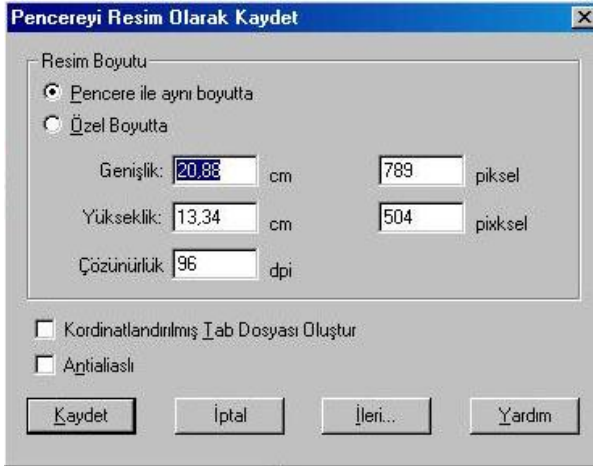 Pencereyi Resim Olarak Kaydet
Resim Boyutu
Pencere ile aynı boyutta
Özel Boyutta
Genişlik: 20,88 cm 789 piksel
Yükseklik: 13,34 cm 504 pixksel
Çözünürlük 96 dpi
Kordinatlandırılmış Tab Dosyası Oluştur
Antialiaslı
Kaydet İptal İleri... Yardım